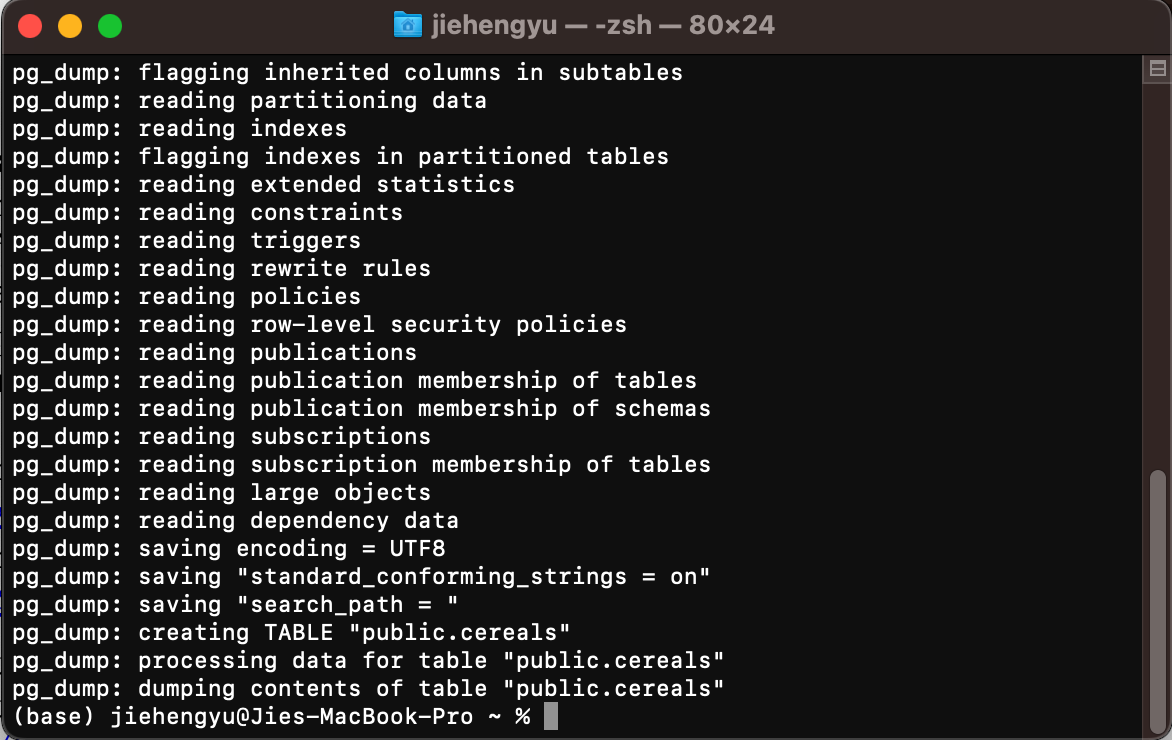 jiehengyu — -zsh — 80×24
pg_dump: flagging inherited columns in subtables
pg_dump: reading partitioning data
pg_dump: reading indexes
pg_dump: flagging indexes in partitioned tables
pg_dump: reading extended statistics
pg_dump: reading constraints
pg_dump: reading triggers
pg_dump: reading rewrite rules
pg_dump: reading policies
pg_dump: reading row-level security policies
pg_dump: reading publications
pg_dump: reading publication membership of tables
pg_dump: reading publication membership of schemas
pg_dump: reading subscriptions
pg_dump: reading subscription membership of tables
pg_dump: reading large objects
pg_dump: reading dependency data
pg_dump: saving encoding = UTF8
pg_dump: saving "standard_conforming_strings = on"
pg_dump: saving "search_path = "
pg_dump: creating TABLE "public.cereals"
pg_dump: processing data for table "public.cereals"
pg_dump: dumping contents of table "public.cereals"
(base) jiehengyu@Jies-MacBook-Pro ~ %